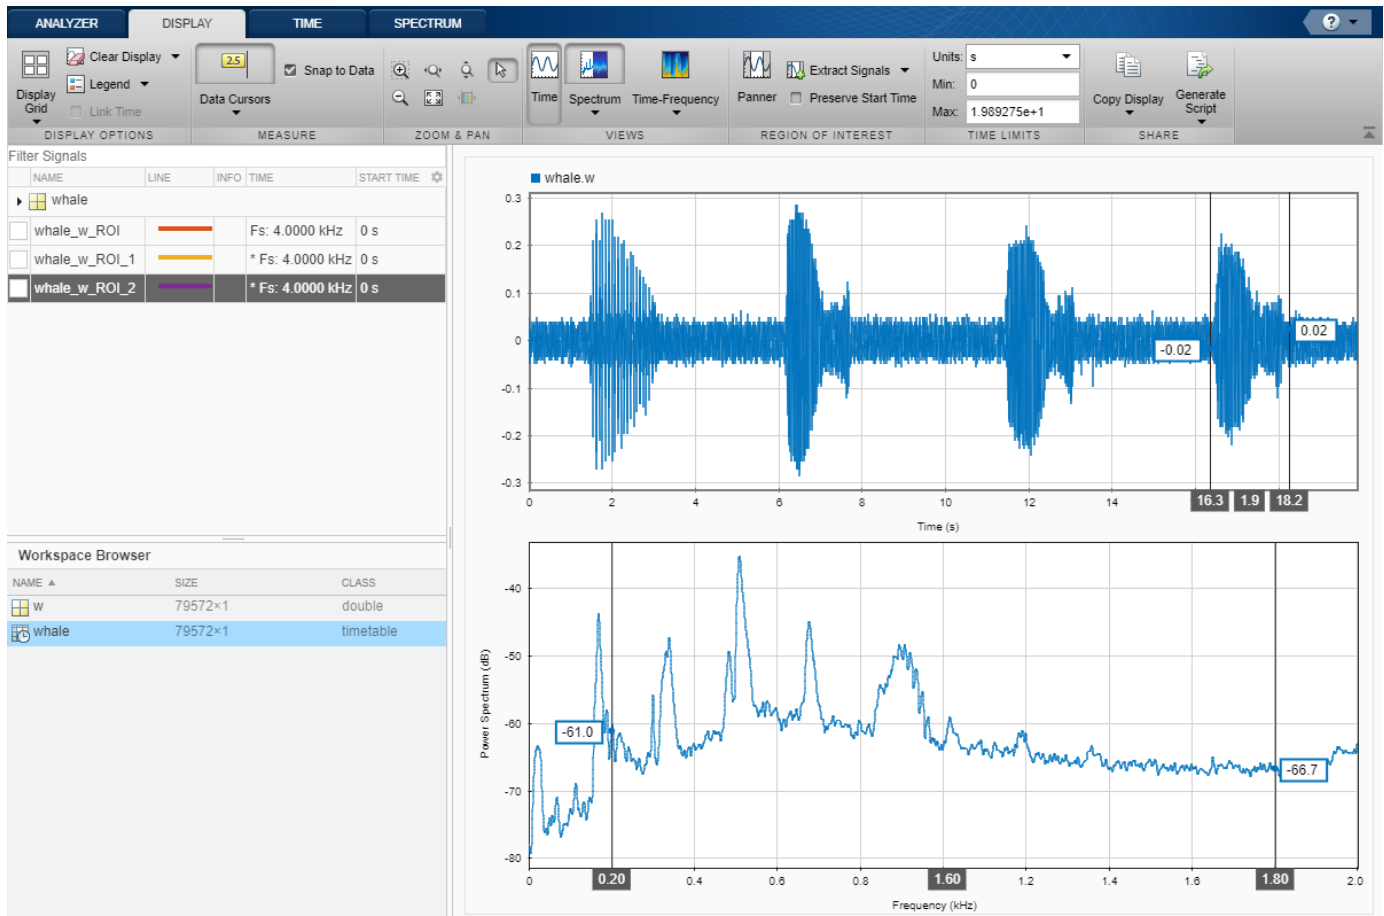 ANALYZER DISPLAY TIME SPECTRUM ?
Display Grid
Clear Display
Legend
Link Time
DISPLAY OPTIONS
2.5
Data Cursors
Snap to Data
MEASURE
ZOOM & PAN
Time Spectrum Time-Frequency
VIEWS
Panner
Extract Signals
Preserve Start Time
REGION OF INTEREST
Units: s
Min: 0
Max: 1.989275e+1
TIME LIMITS
Copy Display
Generate Script
SHARE
Filter Signals
NAME LINE INFO TIME START TIME
whale
whale_w_ROI Fs: 4.0000 kHz 0 s
whale_w_ROI_1 * Fs: 4.0000 kHz 0 s
whale_w_ROI_2 * Fs: 4.0000 kHz 0 s
Workspace Browser
NAME SIZE CLASS
w 79572×1 double
whale 79572×1 timetable
whale.w
0.3
0.2
0.1
0
-0.1
-0.2
-0.3
-0.02
0.02
0 2 4 6 8 10 12 14 16.3 1.9 18.2
Time (s)
Power Spectrum (dB)
-40
-50
-60
-70
-80
-61.0
-66.7
0 0.20 0.4 0.6 0.8 1.60 1.2 1.4 1.6 1.80 2.0
Frequency (kHz)